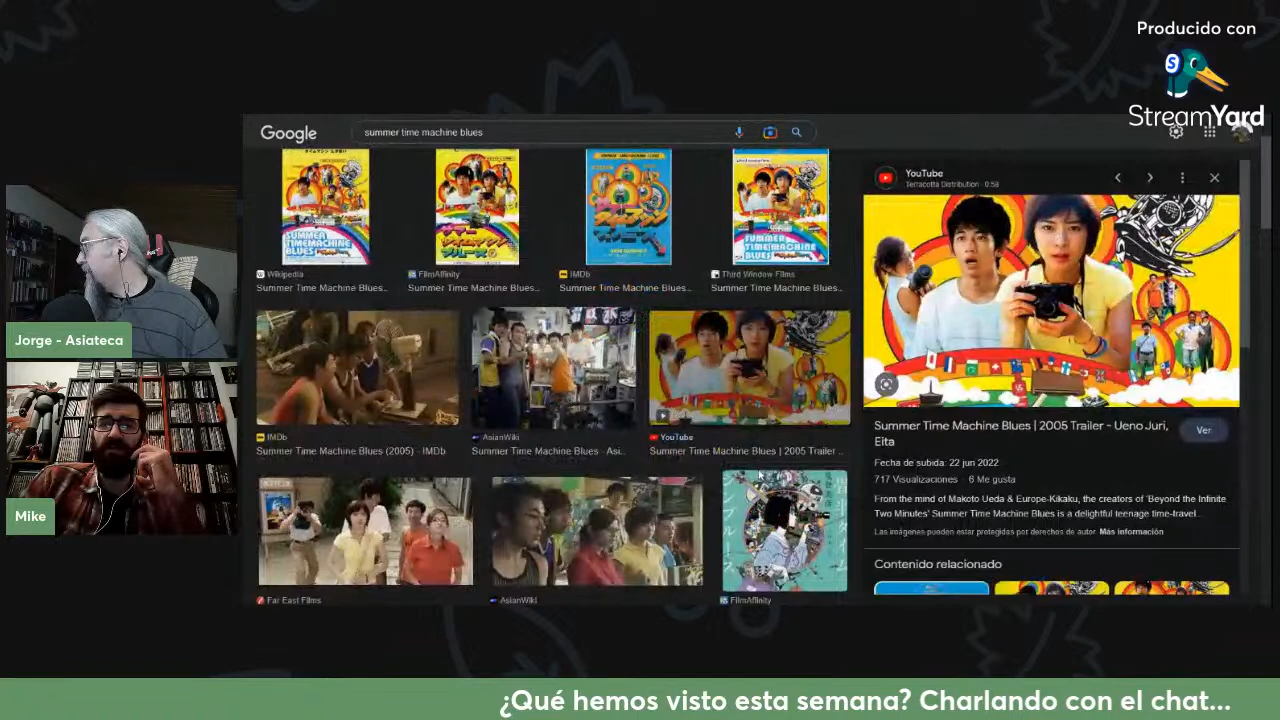 Producido con
StreamYard
Google
summer time machine blues
Wikipedia
Summer Time Machine Blues...
FilmAffinity
Summer Time Machine Blues...
IMDb
Summer Time Machine Blues...
Third Window Films
Summer Time Machine Blues...
SUMMER
TIMEMACHINE
BLUES
SUMMER
TIMEMACHINE
BLUES
YouTube
Terracotta Distribution · 0:58
Jorge - Asiateca
Mike
IMDb
Summer Time Machine Blues (2005) - IMDb
AsianWiki
Summer Time Machine Blues - Asi...
YouTube
Summer Time Machine Blues | 2005 Trailer ...
Far East Films
AsianWiki
FilmAffinity
Summer Time Machine Blues | 2005 Trailer - Ueno Juri,
Eita
Ver
Fecha de subida: 22 jun 2022
717 Visualizaciones · 6 Me gusta
From the mind of Makoto Ueda & Europe-Kikaku, the creators of 'Beyond the Infinite
Two Minutes' Summer Time Machine Blues is a delightful teenage time-travel...
Las imágenes pueden estar protegidas por derechos de autor. Más información
Contenido relacionado
¿Qué hemos visto esta semana? Charlando con el chat...